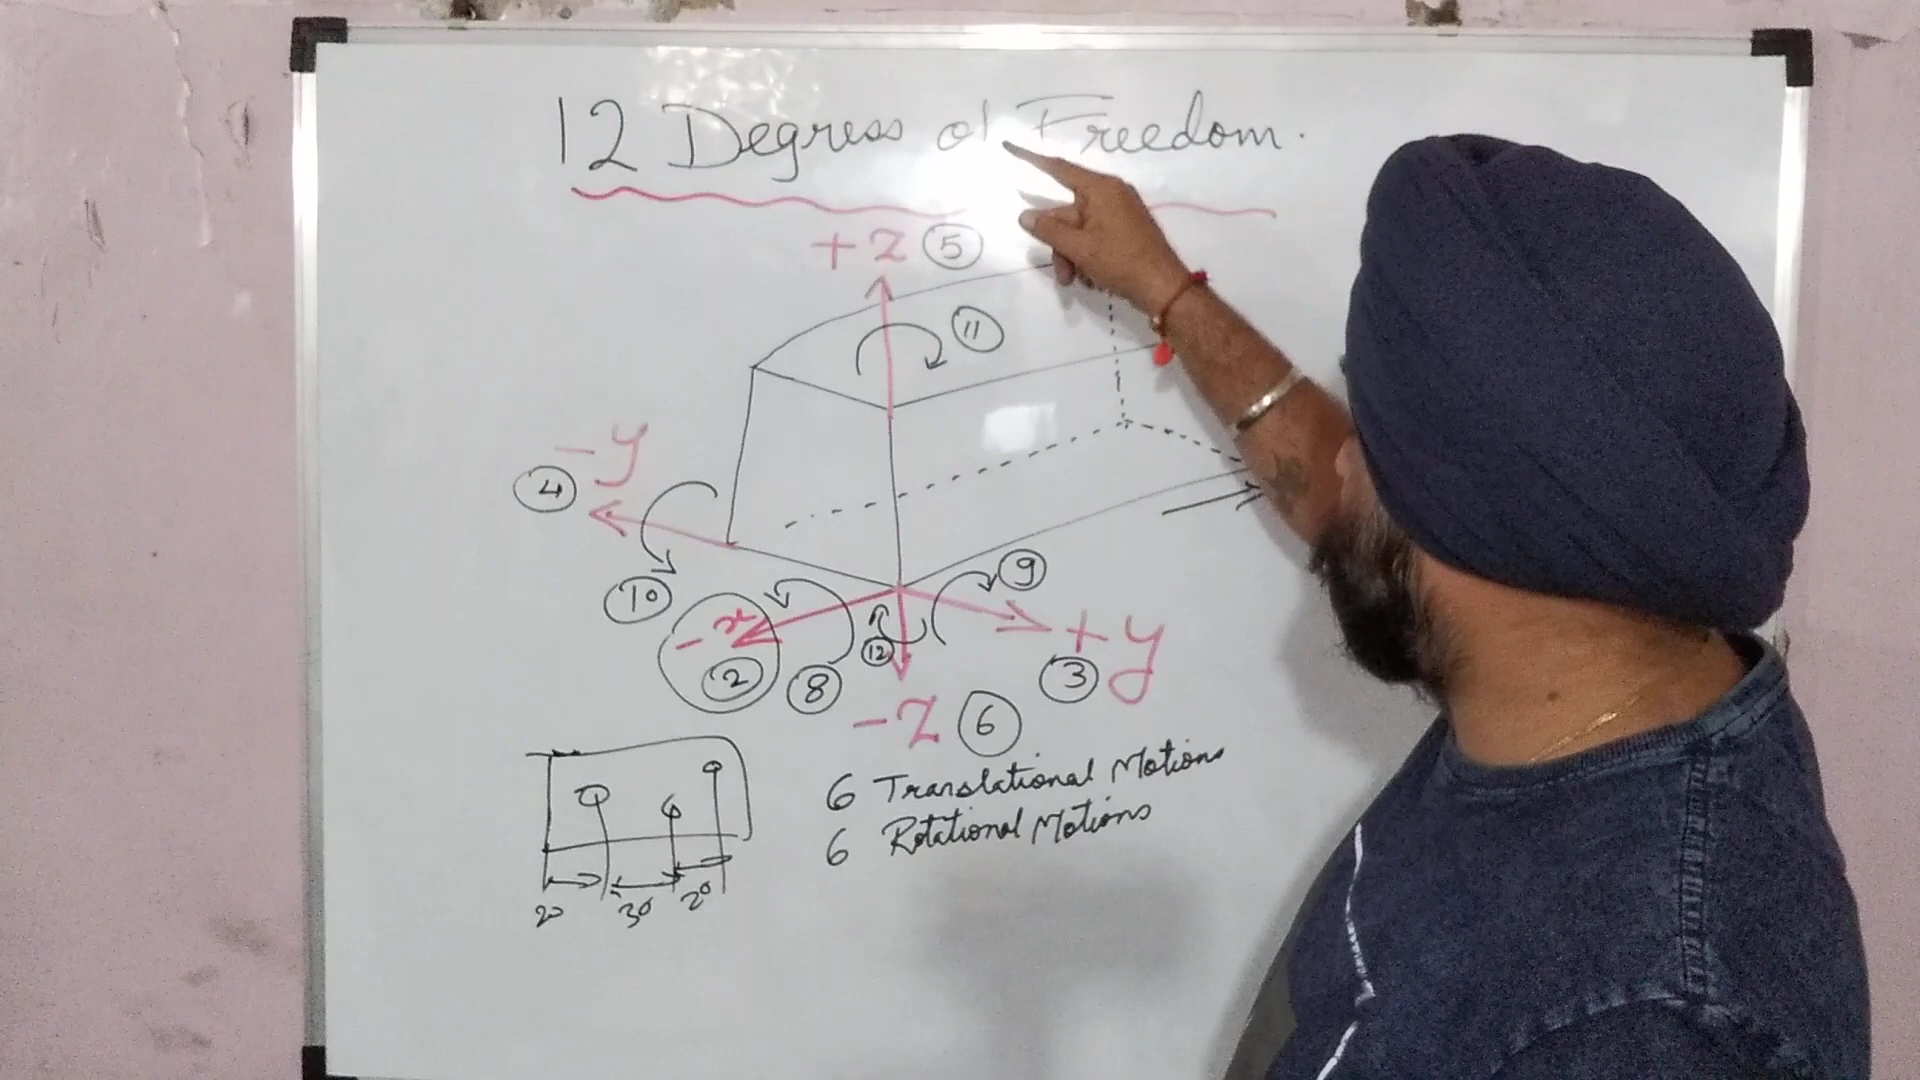 12 Degress of Freedom.
+Z 5
11
-y
4
10
9
-x
2
8
12
+y
3
-Z 6
6 Translational Motions
6 Rotational Motions
20 30 20